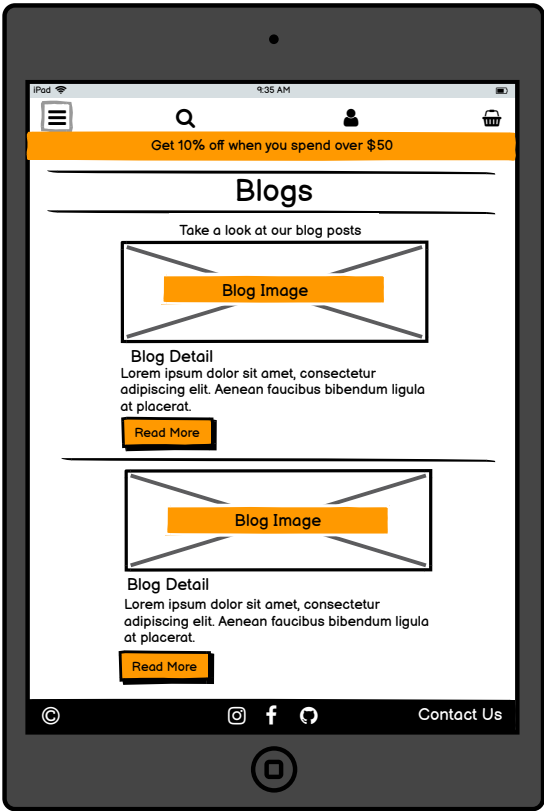 iPad 9:35 AM
Get 10% off when you spend over $50
Blogs
Take a look at our blog posts
Blog Image
Blog Detail
Lorem ipsum dolor sit amet, consectetur
adipiscing elit. Aenean faucibus bibendum ligula
at placerat.
Read More
Blog Image
Blog Detail
Lorem ipsum dolor sit amet, consectetur
adipiscing elit. Aenean faucibus bibendum ligula
at placerat.
Read More
© Contact Us